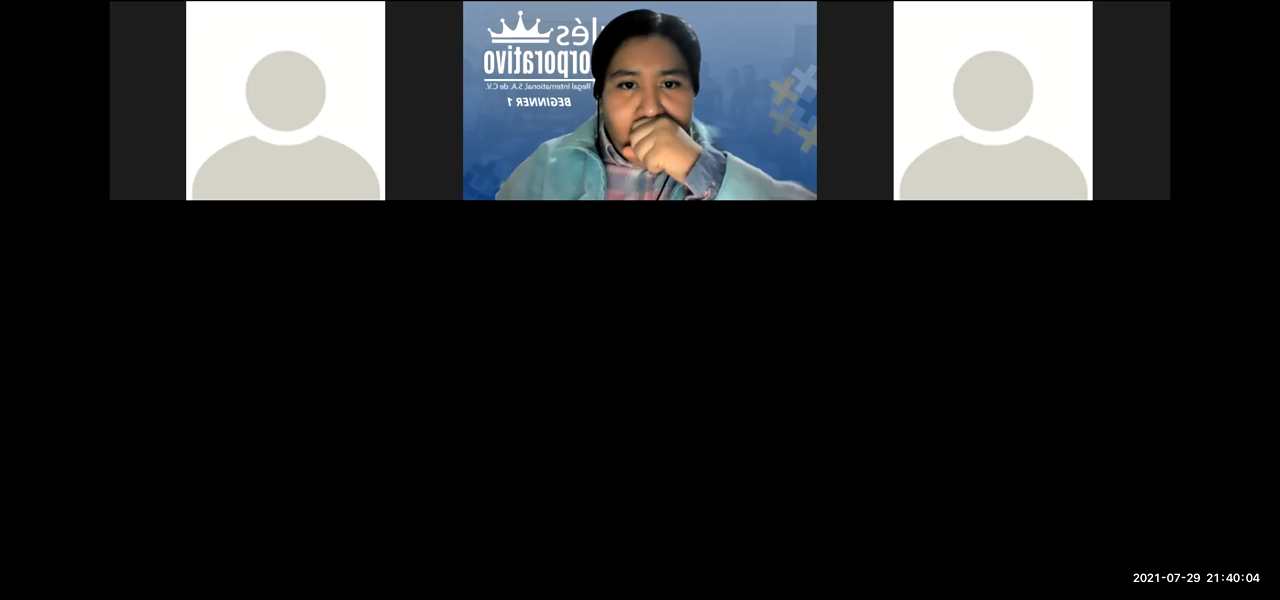 lés
orporativo
Regal International, S.A. de C.V.
BEGINNER 1
2021-07-29 21:40:04